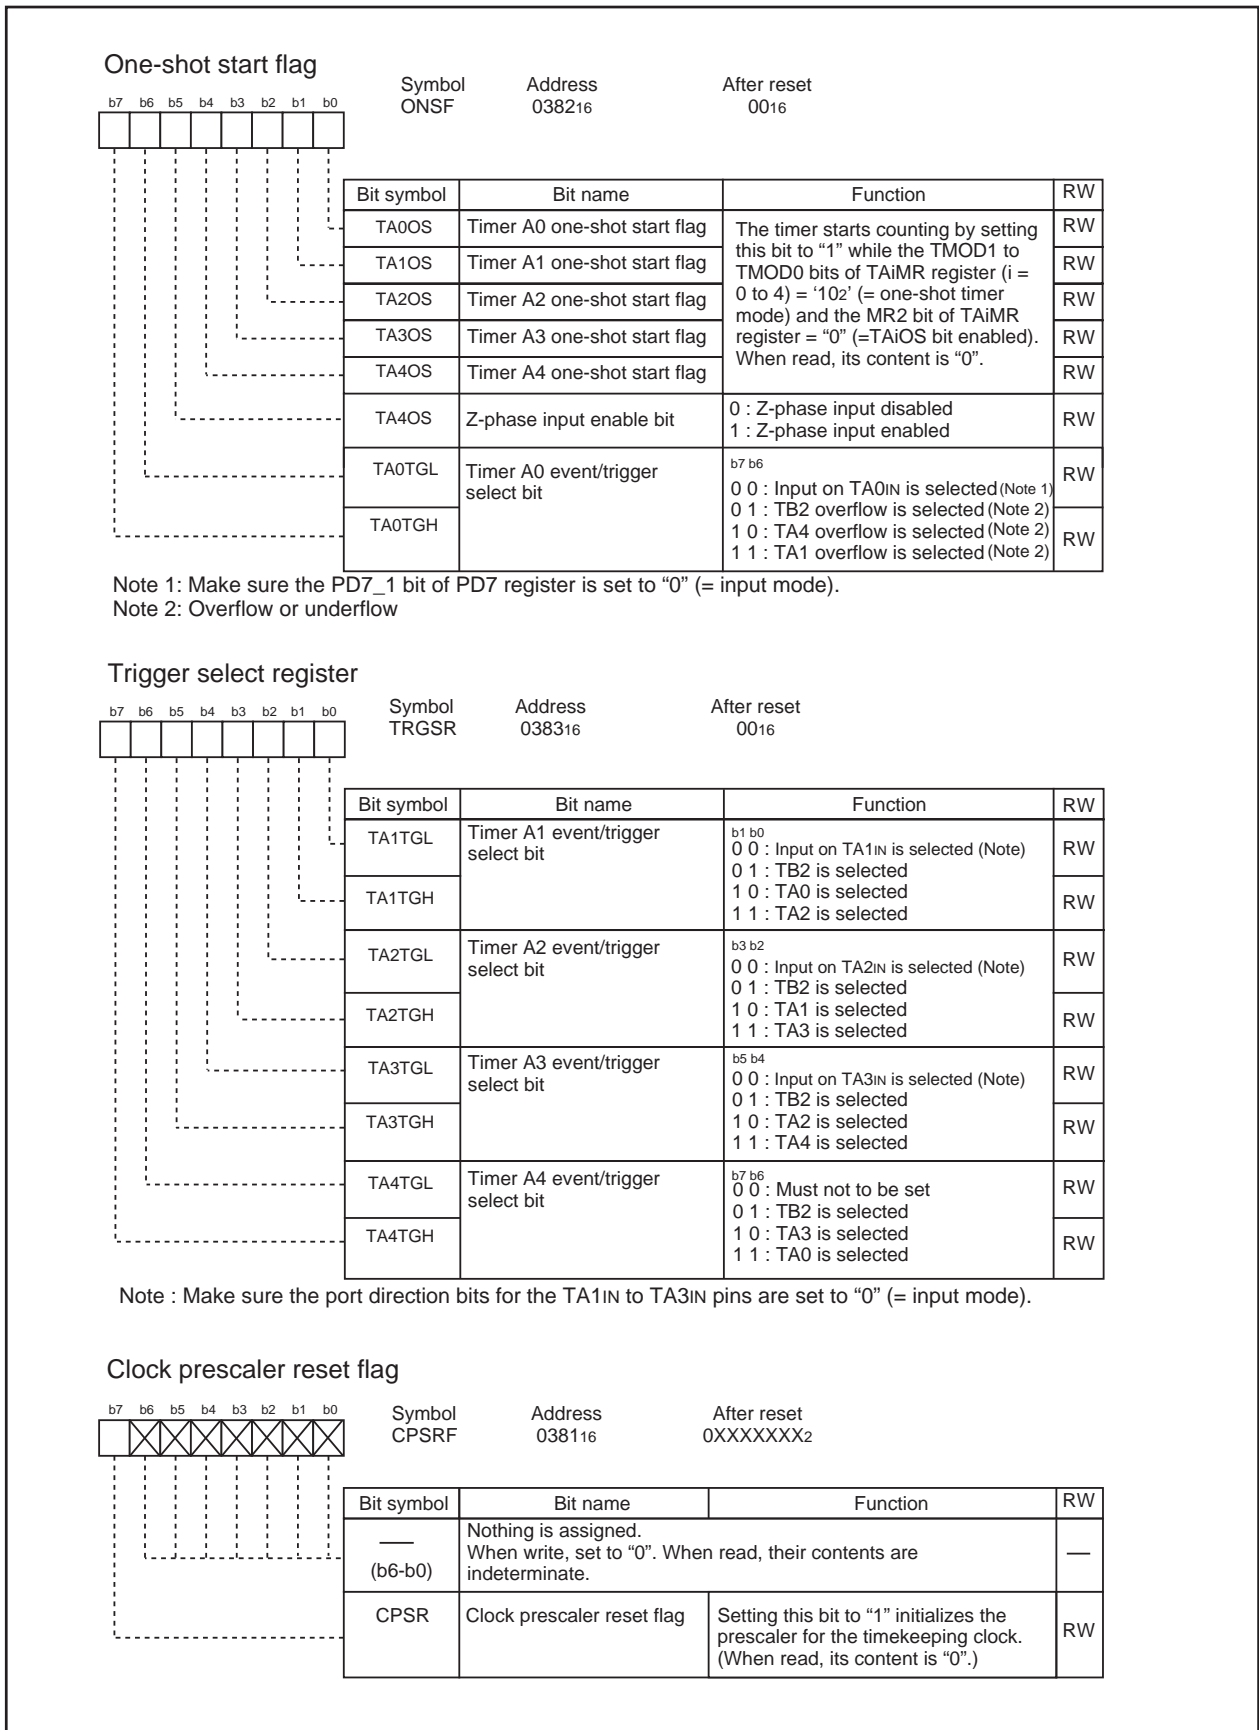 One-shot start flag
Symbol Address After reset
b7 b6 b5 b4 b3 b2 b1 b0
ONSF 038216 0016
Bit symbol Bit name Function RW
TA0OS Timer A0 one-shot start flag RW
TA1OS Timer A1 one-shot start flag RW
TA2OS Timer A2 one-shot start flag RW
TA3OS Timer A3 one-shot start flag RW
TA4OS Timer A4 one-shot start flag RW
The timer starts counting by setting
this bit to “1” while the TMOD1 to
TMOD0 bits of TAiMR register (i =
0 to 4) = ‘102’ (= one-shot timer
mode) and the MR2 bit of TAiMR
register = “0” (=TAiOS bit enabled).
When read, its content is “0”.
TA4OS Z-phase input enable bit RW
0 : Z-phase input disabled
1 : Z-phase input enabled
TA0TGL Timer A0 event/trigger RW
select bit
TA0TGH RW
b7 b6
0 0 : Input on TA0IN is selected (Note 1)
0 1 : TB2 overflow is selected (Note 2)
1 0 : TA4 overflow is selected (Note 2)
1 1 : TA1 overflow is selected (Note 2)
Note 1: Make sure the PD7_1 bit of PD7 register is set to “0” (= input mode).
Note 2: Overflow or underflow
Trigger select register
Symbol Address After reset
b7 b6 b5 b4 b3 b2 b1 b0
TRGSR 038316 0016
Bit symbol Bit name Function RW
TA1TGL Timer A1 event/trigger RW
select bit
TA1TGH RW
b1 b0
0 0 : Input on TA1IN is selected (Note)
0 1 : TB2 is selected
1 0 : TA0 is selected
1 1 : TA2 is selected
TA2TGL Timer A2 event/trigger RW
select bit
TA2TGH RW
b3 b2
0 0 : Input on TA2IN is selected (Note)
0 1 : TB2 is selected
1 0 : TA1 is selected
1 1 : TA3 is selected
TA3TGL Timer A3 event/trigger RW
select bit
TA3TGH RW
b5 b4
0 0 : Input on TA3IN is selected (Note)
0 1 : TB2 is selected
1 0 : TA2 is selected
1 1 : TA4 is selected
TA4TGL Timer A4 event/trigger RW
select bit
TA4TGH RW
b7 b6
0 0 : Must not to be set
0 1 : TB2 is selected
1 0 : TA3 is selected
1 1 : TA0 is selected
Note : Make sure the port direction bits for the TA1IN to TA3IN pins are set to “0” (= input mode).
Clock prescaler reset flag
b7 b6 b5 b4 b3 b2 b1 b0
Symbol Address After reset
CPSRF 038116 0XXXXXXX2
Bit symbol Bit name Function RW
— (b6-b0) —
Nothing is assigned.
When write, set to “0”. When read, their contents are
indeterminate.
CPSR Clock prescaler reset flag RW
Setting this bit to “1” initializes the
prescaler for the timekeeping clock.
(When read, its content is “0”.)